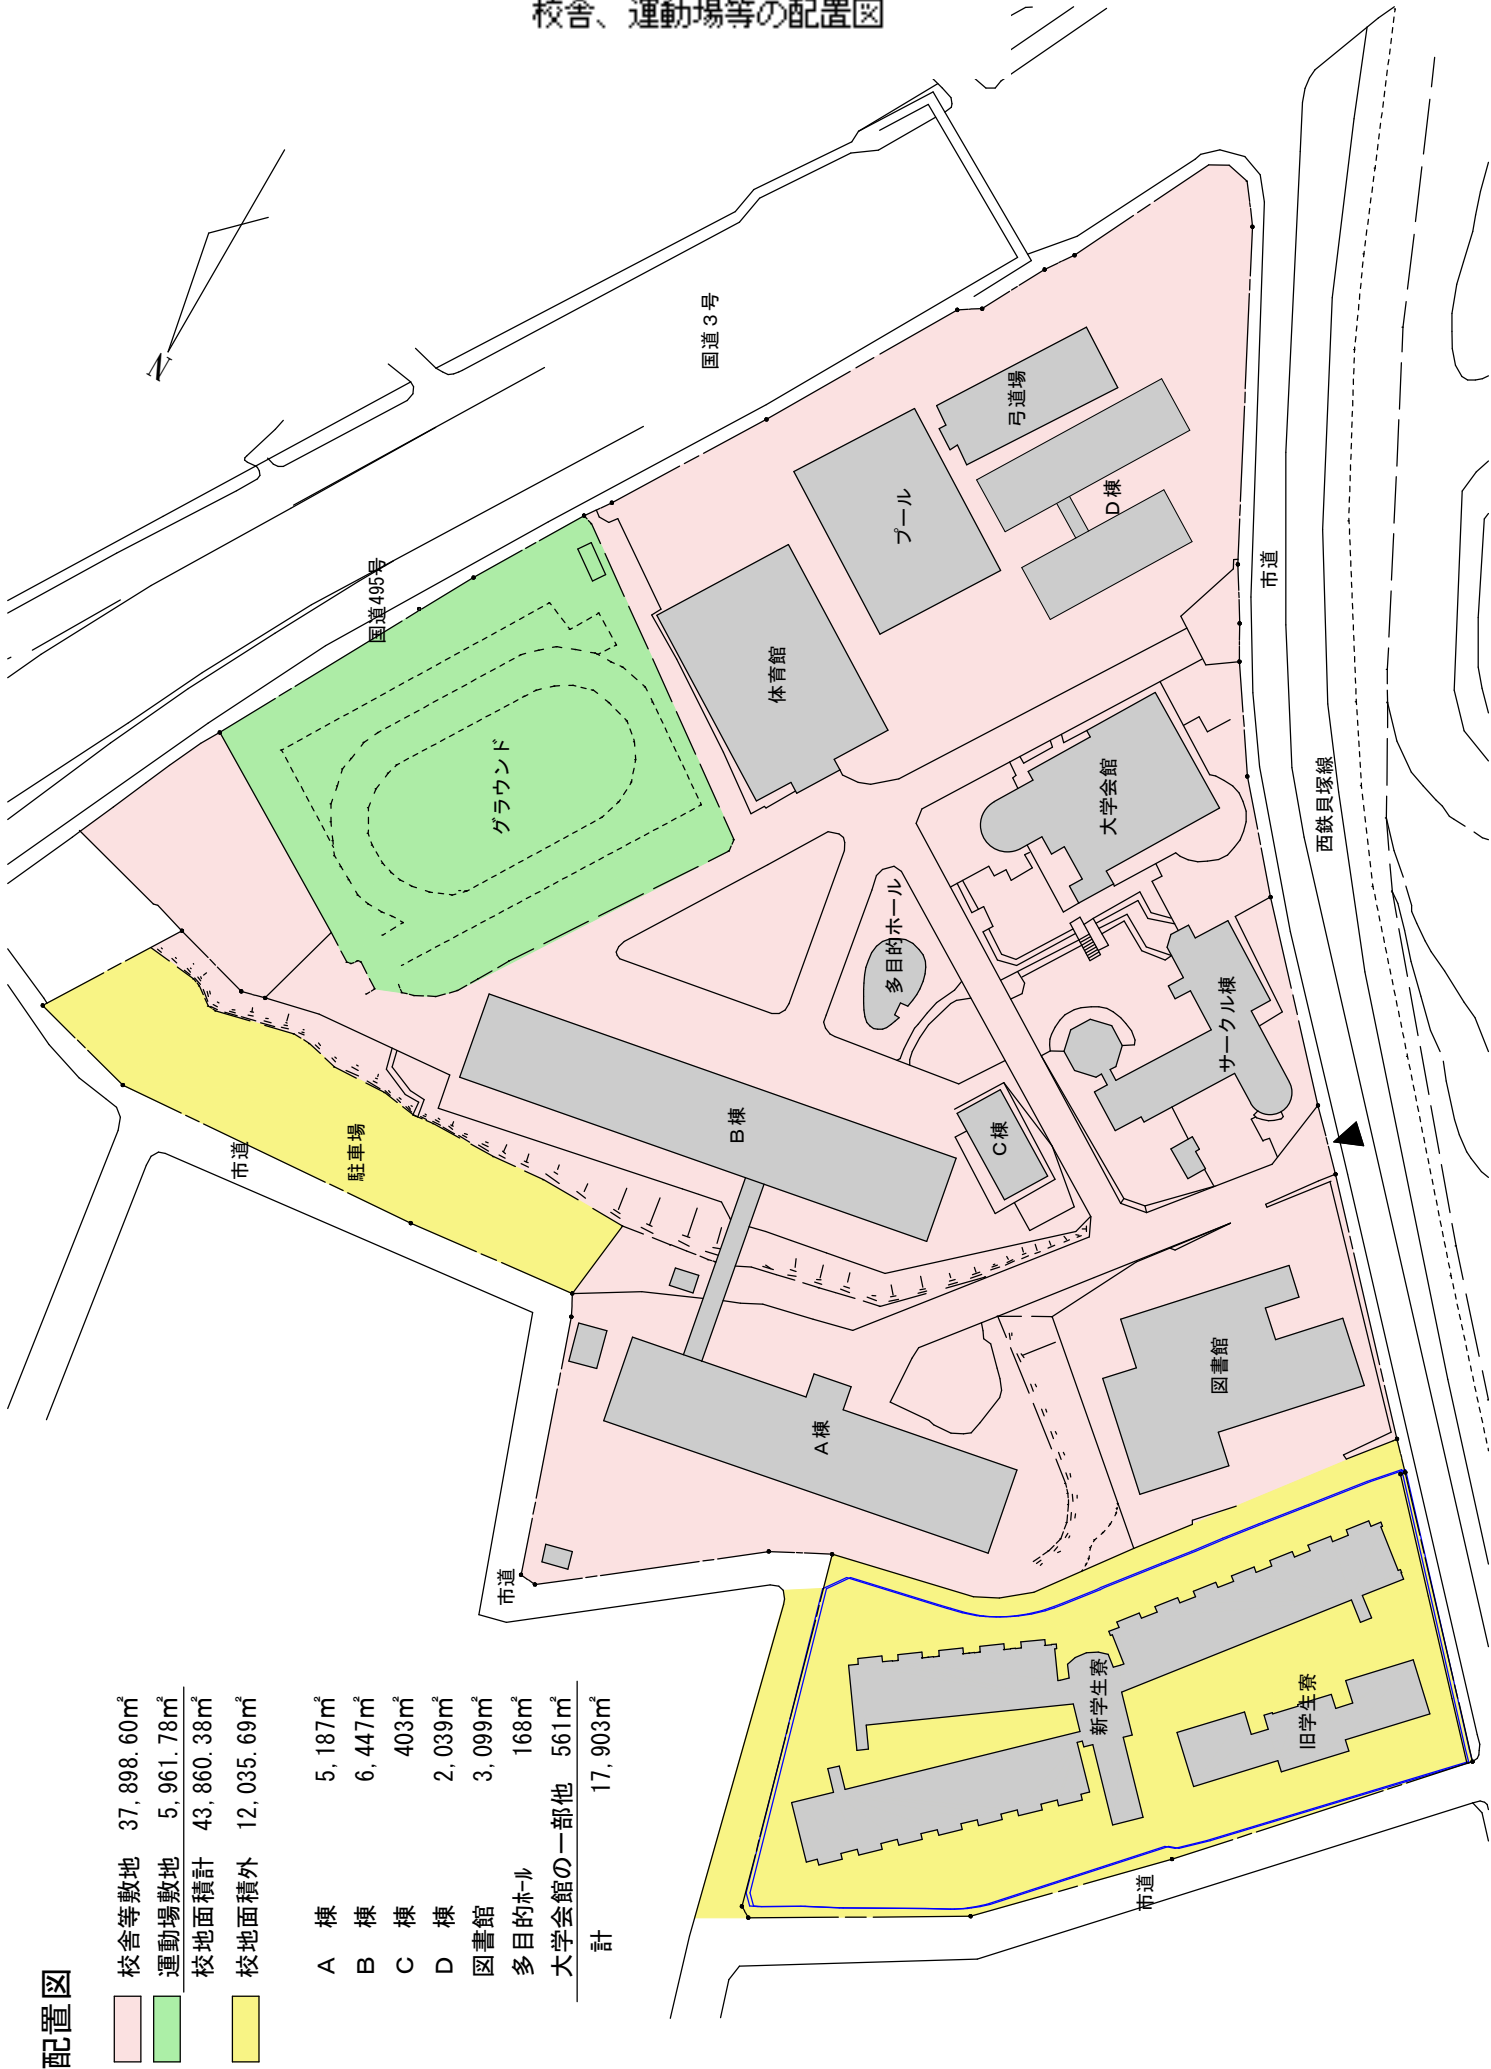 校舎、運動場等の配置図
配置図
校舎等敷地 37,898.60㎡
運動場敷地 5,961.78㎡
校地面積計 43,860.38㎡
校地面積外 12,035.69㎡
A 棟 5,187㎡
B 棟 6,447㎡
C 棟 403㎡
D 棟 2,039㎡
図書館 3,099㎡
多目的ホール 168㎡
大学会館の一部他 561㎡
計 17,903㎡
N
国道3号
国道495号
グラウンド
体育館
プール
弓道場
D棟
市道
大学会館
西鉄貝塚線
多目的ホール
サークル棟
B棟
C棟
駐車場
市道
A棟
図書館
市道
新学生寮
旧学生寮
市道